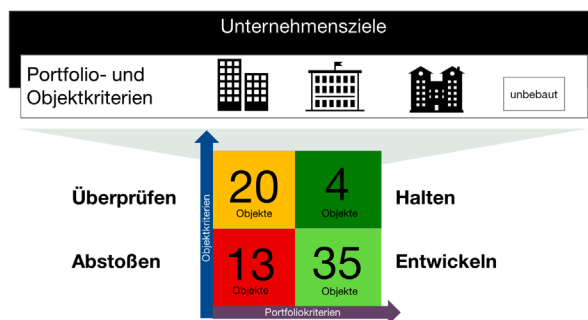 Unternehmensziele
Portfolio- und
Objektkriterien
unbebaut
Überprüfen
20
Objekte
4
Objekte
Halten
Objektkriterien
Abstoßen
13
Objekte
35
Objekte
Entwickeln
Portfoliokriterien